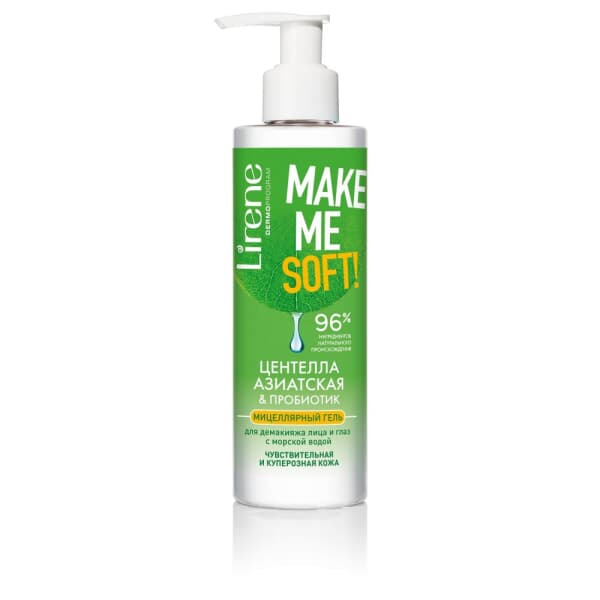 Lirene
DERMOPROGRAM
MAKE
ME
SOFT!
96%
ИНГРЕДИЕНТОВ
НАТУРАЛЬНОГО
ПРОИСХОЖДЕНИЯ
ЦЕНТЕЛЛА
АЗИАТСКАЯ
& ПРОБИОТИК
МИЦЕЛЛЯРНЫЙ ГЕЛЬ
для демакияжа лица и глаз
с морской водой
ЧУВСТВИТЕЛЬНАЯ
И КУПЕРОЗНАЯ КОЖА